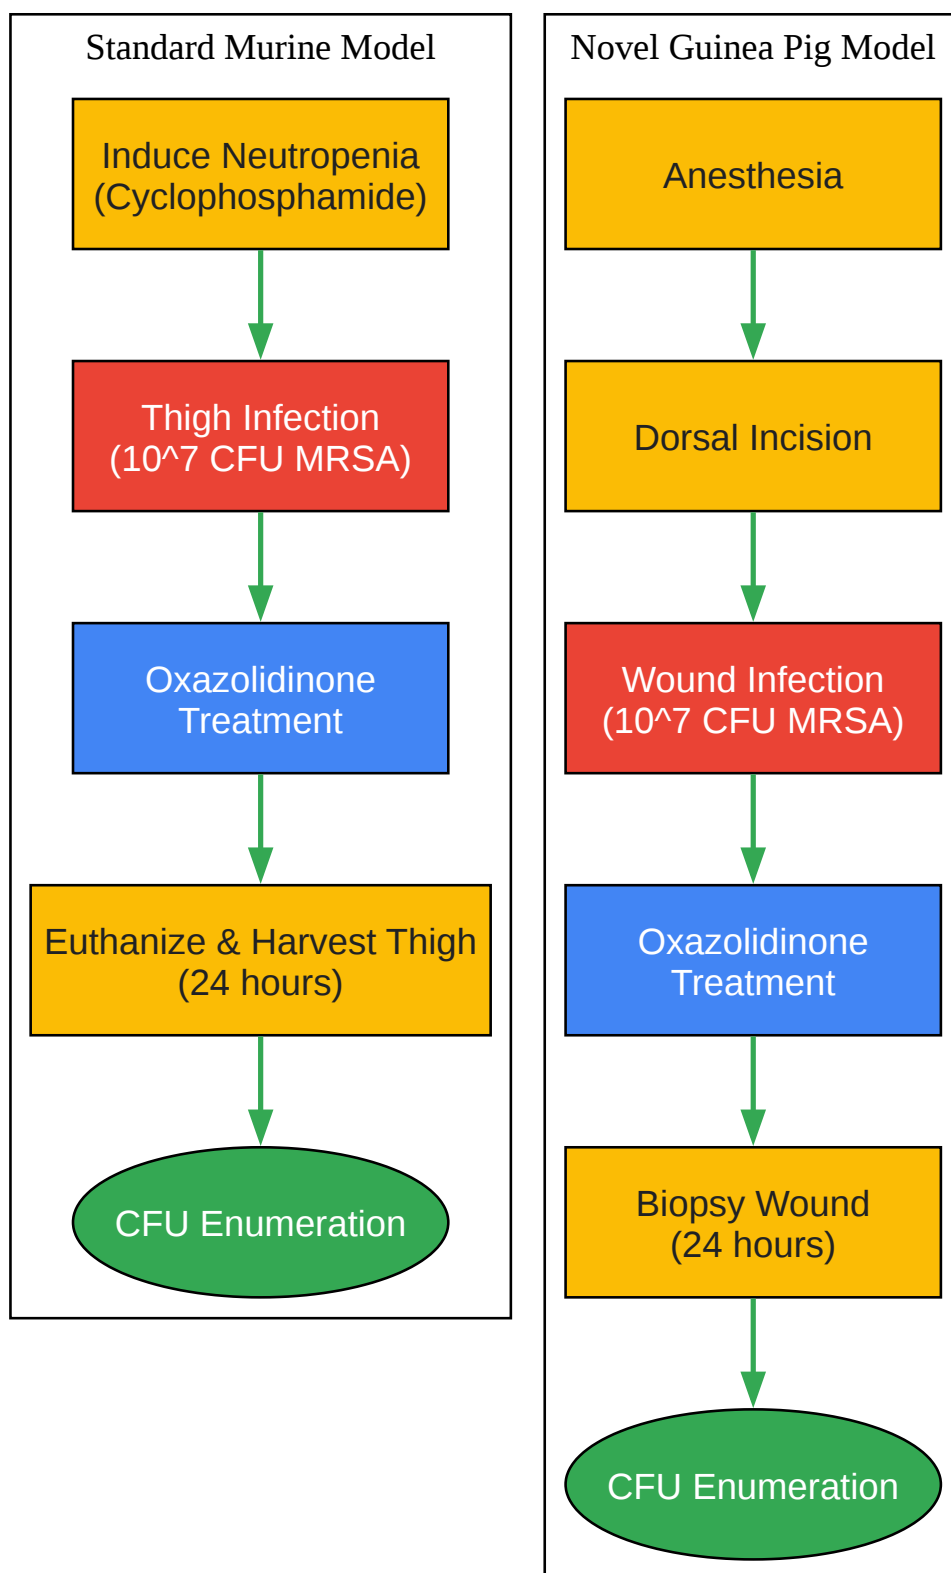 Standard Murine Model
Induce Neutropenia
(Cyclophosphamide)
Thigh Infection
(10^7 CFU MRSA)
Oxazolidinone
Treatment
Euthanize & Harvest Thigh
(24 hours)
CFU Enumeration
Novel Guinea Pig Model
Anesthesia
Dorsal Incision
Wound Infection
(10^7 CFU MRSA)
Oxazolidinone
Treatment
Biopsy Wound
(24 hours)
CFU Enumeration